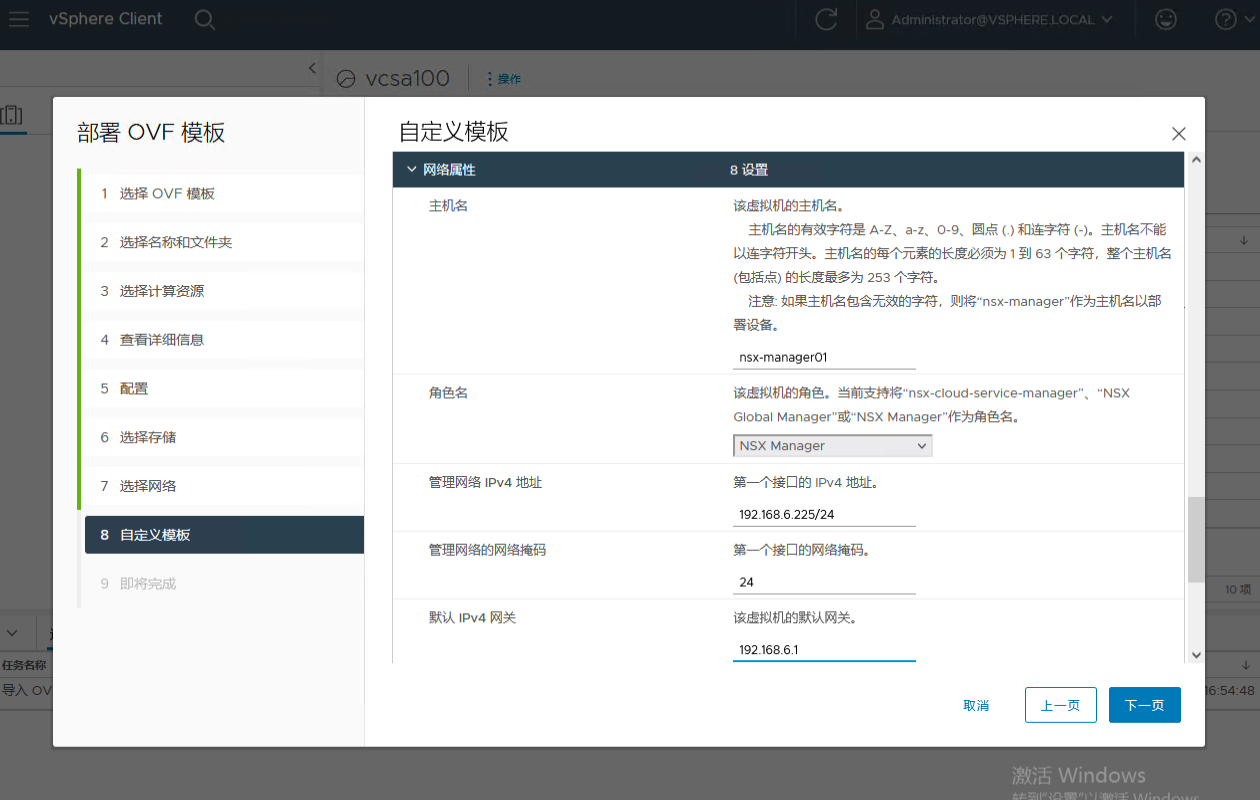 vSphere Client
Administrator@VSPHERE.LOCAL
vcsa100
操作
部署 OVF 模板
1 选择 OVF 模板
2 选择名称和文件夹
3 选择计算资源
4 查看详细信息
5 配置
6 选择存储
7 选择网络
8 自定义模板
9 即将完成
自定义模板
网络属性 8 设置
主机名 该虚拟机的主机名。
主机名的有效字符是 A-Z、a-z、0-9、圆点 (.) 和连字符 (-)。主机名不能
以连字符开头。主机名的每个元素的长度必须为 1 到 63 个字符，整个主机名
(包括点) 的长度最多为 253 个字符。
注意: 如果主机名包含无效的字符，则将“nsx-manager”作为主机名以部
署设备。
nsx-manager01
角色名 该虚拟机的角色。当前支持将“nsx-cloud-service-manager”、“NSX
Global Manager”或“NSX Manager”作为角色名。
NSX Manager
管理网络 IPv4 地址 第一个接口的 IPv4 地址。
192.168.6.225/24
管理网络的网络掩码 第一个接口的网络掩码。
24
默认 IPv4 网关 该虚拟机的默认网关。
192.168.6.1
取消 上一页 下一页
10 项
任务名称
导入 OV
16:54:48
激活 Windows
转到“设置”以激活 Windows